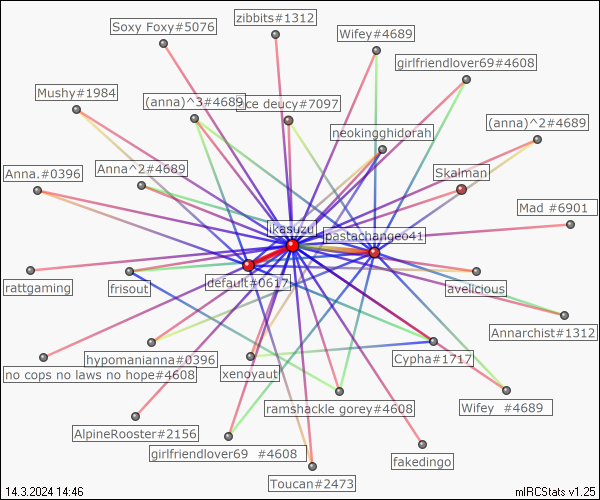 Soxy Foxy#5076
zibbits#1312
Wifey#4689
girlfriendlover69#4608
Mushy#1984
(anna)^3#4689
ce deucy#7097
neokingghidorah
(anna)^2#4689
Anna.#0396
Anna^2#4689
Skalman
Mad #6901
ikasuzu
pastachange041
default#0617
rattgaming
frisout
lavelicious
Annarchist#1312
no cops no laws no hope#4608
hypomanianna#0396
xenoyaut
Cypha#1717
ramshackle gorey#4608
Wifey #4689
AlpineRooster#2156
girlfriendlover69 #4608
fakedingo
Toucan#2473
14.3.2024 14:46
mIRCStats v1.25